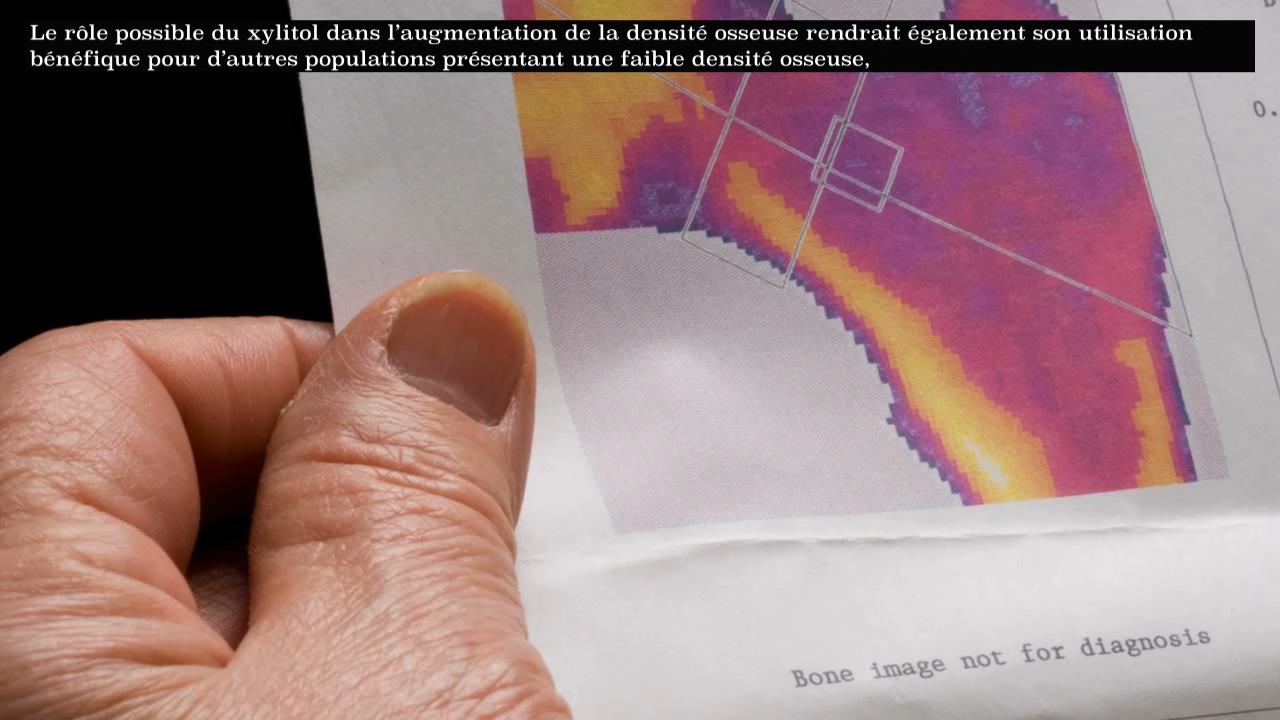 Le rôle possible du xylitol dans l’augmentation de la densité osseuse rendrait également son utilisation
bénéfique pour d’autres populations présentant une faible densité osseuse,
0.
Bone image not for diagnosis